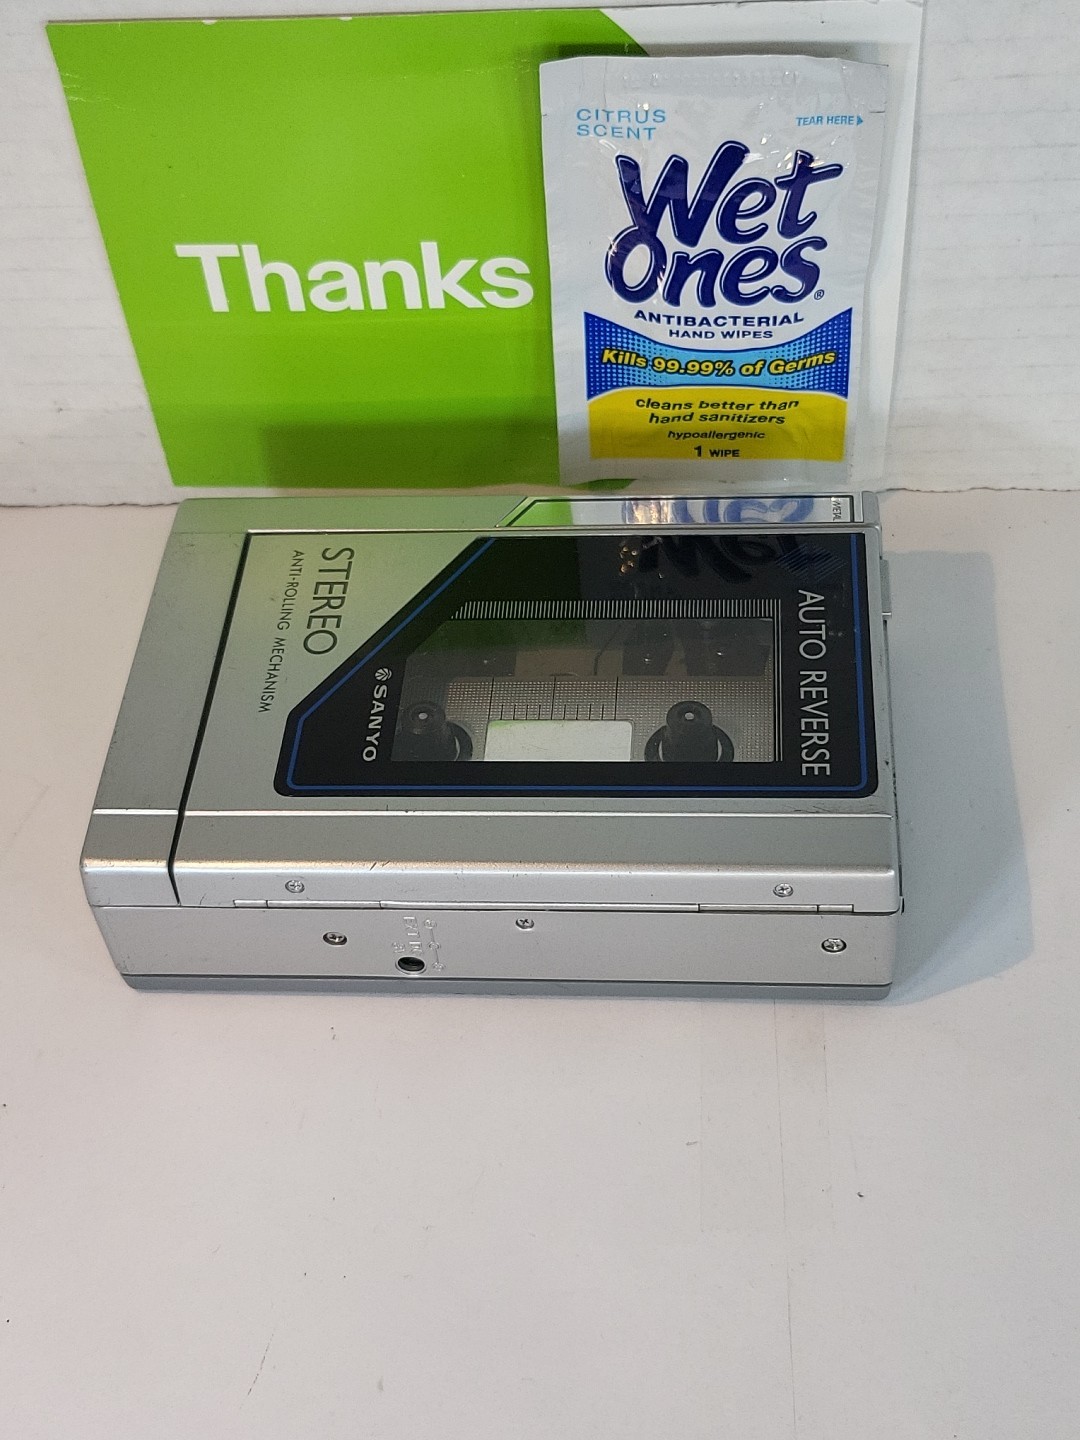 Thanks
CITRUS
SCENT
TEAR HERE
Wet
Ones®
ANTIBACTERIAL
HAND WIPES
Kills 99.99% of Germs
cleans better than
hand sanitizers
hypoallergenic
1 WIPE
METAL
STEREO
ANTI-ROLLING MECHANISM
SANYO
AUTO REVERSE